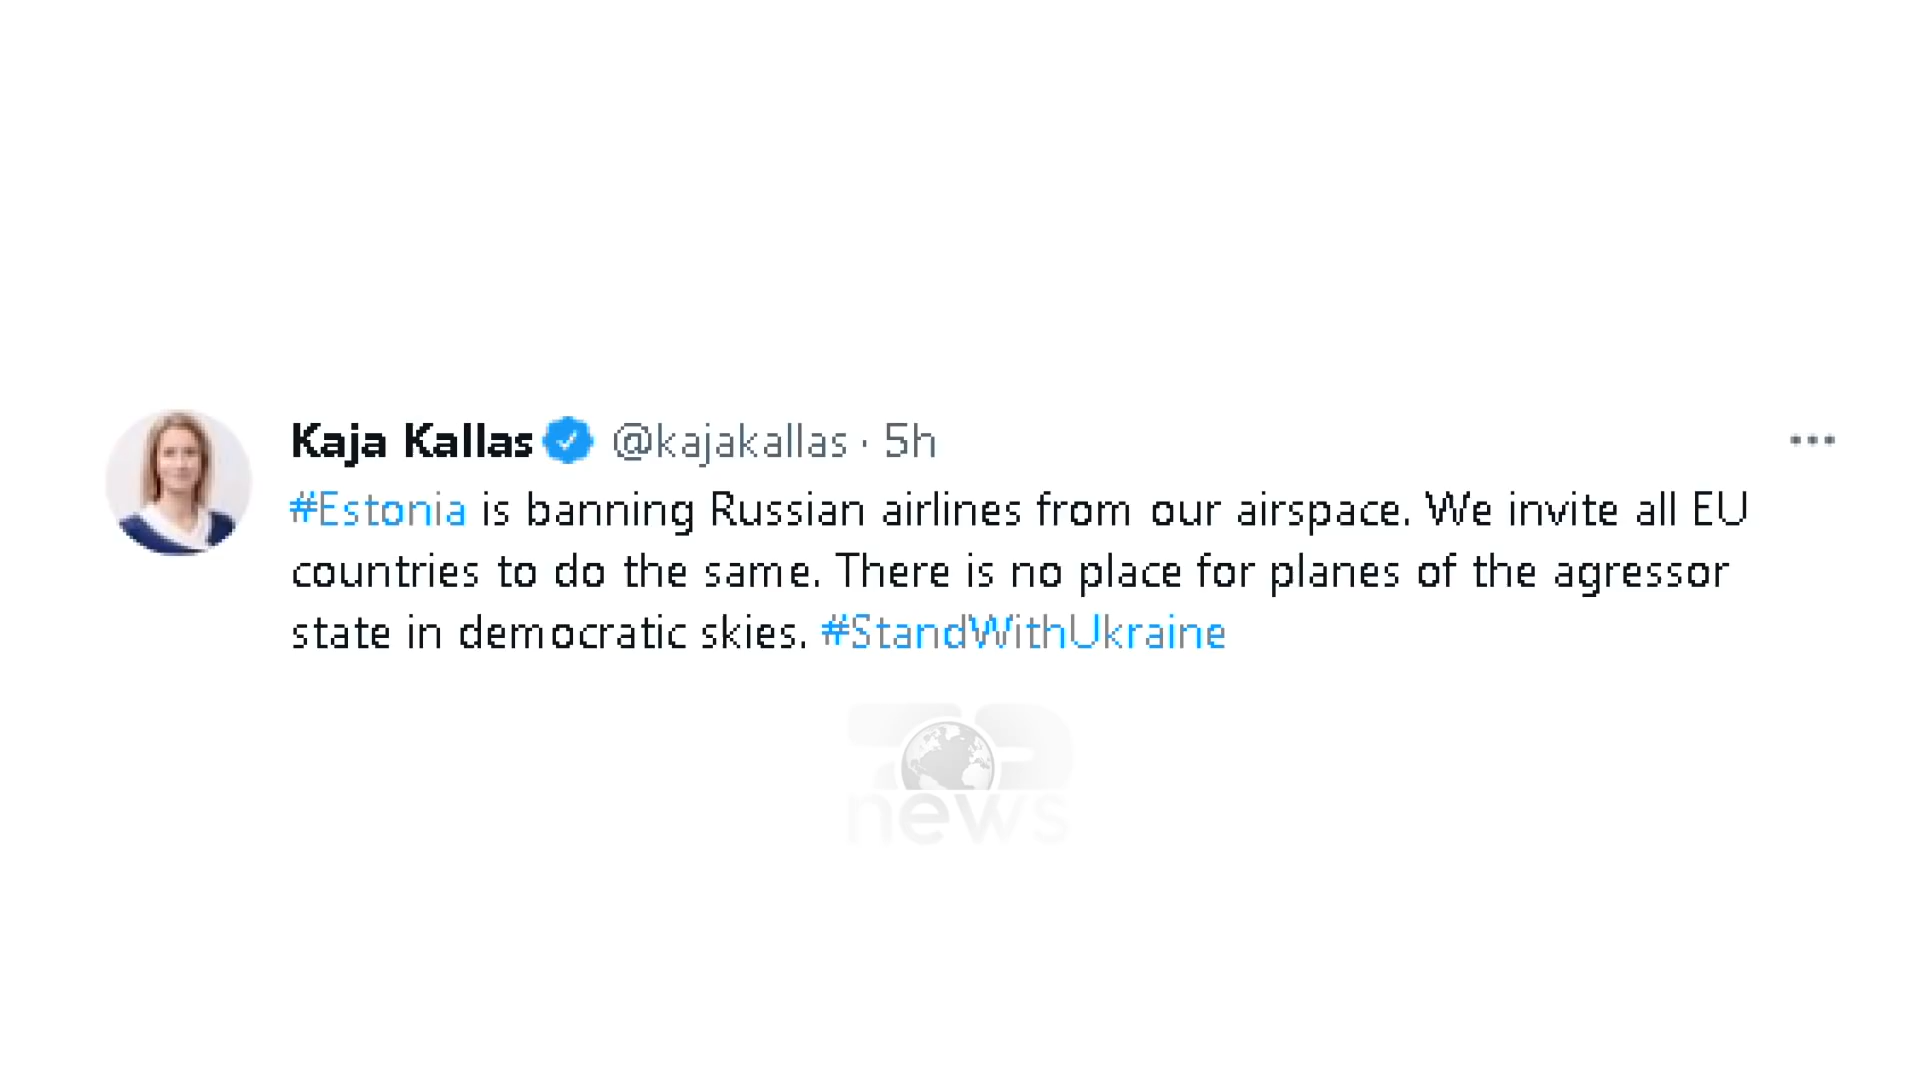 Kaja Kallas @kajakallas · 5h
#Estonia is banning Russian airlines from our airspace. We invite all EU
countries to do the same. There is no place for planes of the agressor
state in democratic skies. #StandWithUkraine
news